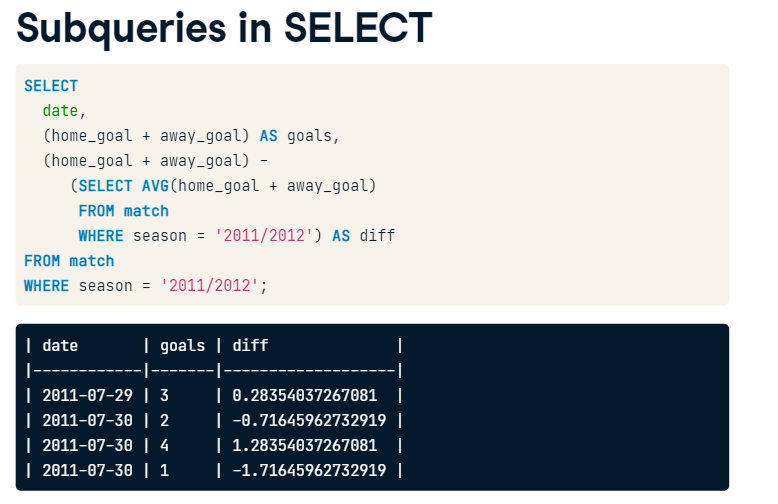 Subqueries in SELECT
SELECT
date,
(home_goal + away_goal) AS goals,
(home_goal + away_goal) -
(SELECT AVG(home_goal + away_goal)
FROM match
WHERE season = '2011/2012') AS diff
FROM match
WHERE season = '2011/2012';
| date       | goals | diff              |
|------------|-------|-------------------|
| 2011-07-29 | 3     | 0.28354037267081  |
| 2011-07-30 | 2     | -0.71645962732919 |
| 2011-07-30 | 4     | 1.28354037267081  |
| 2011-07-30 | 1     | -1.71645962732919 |